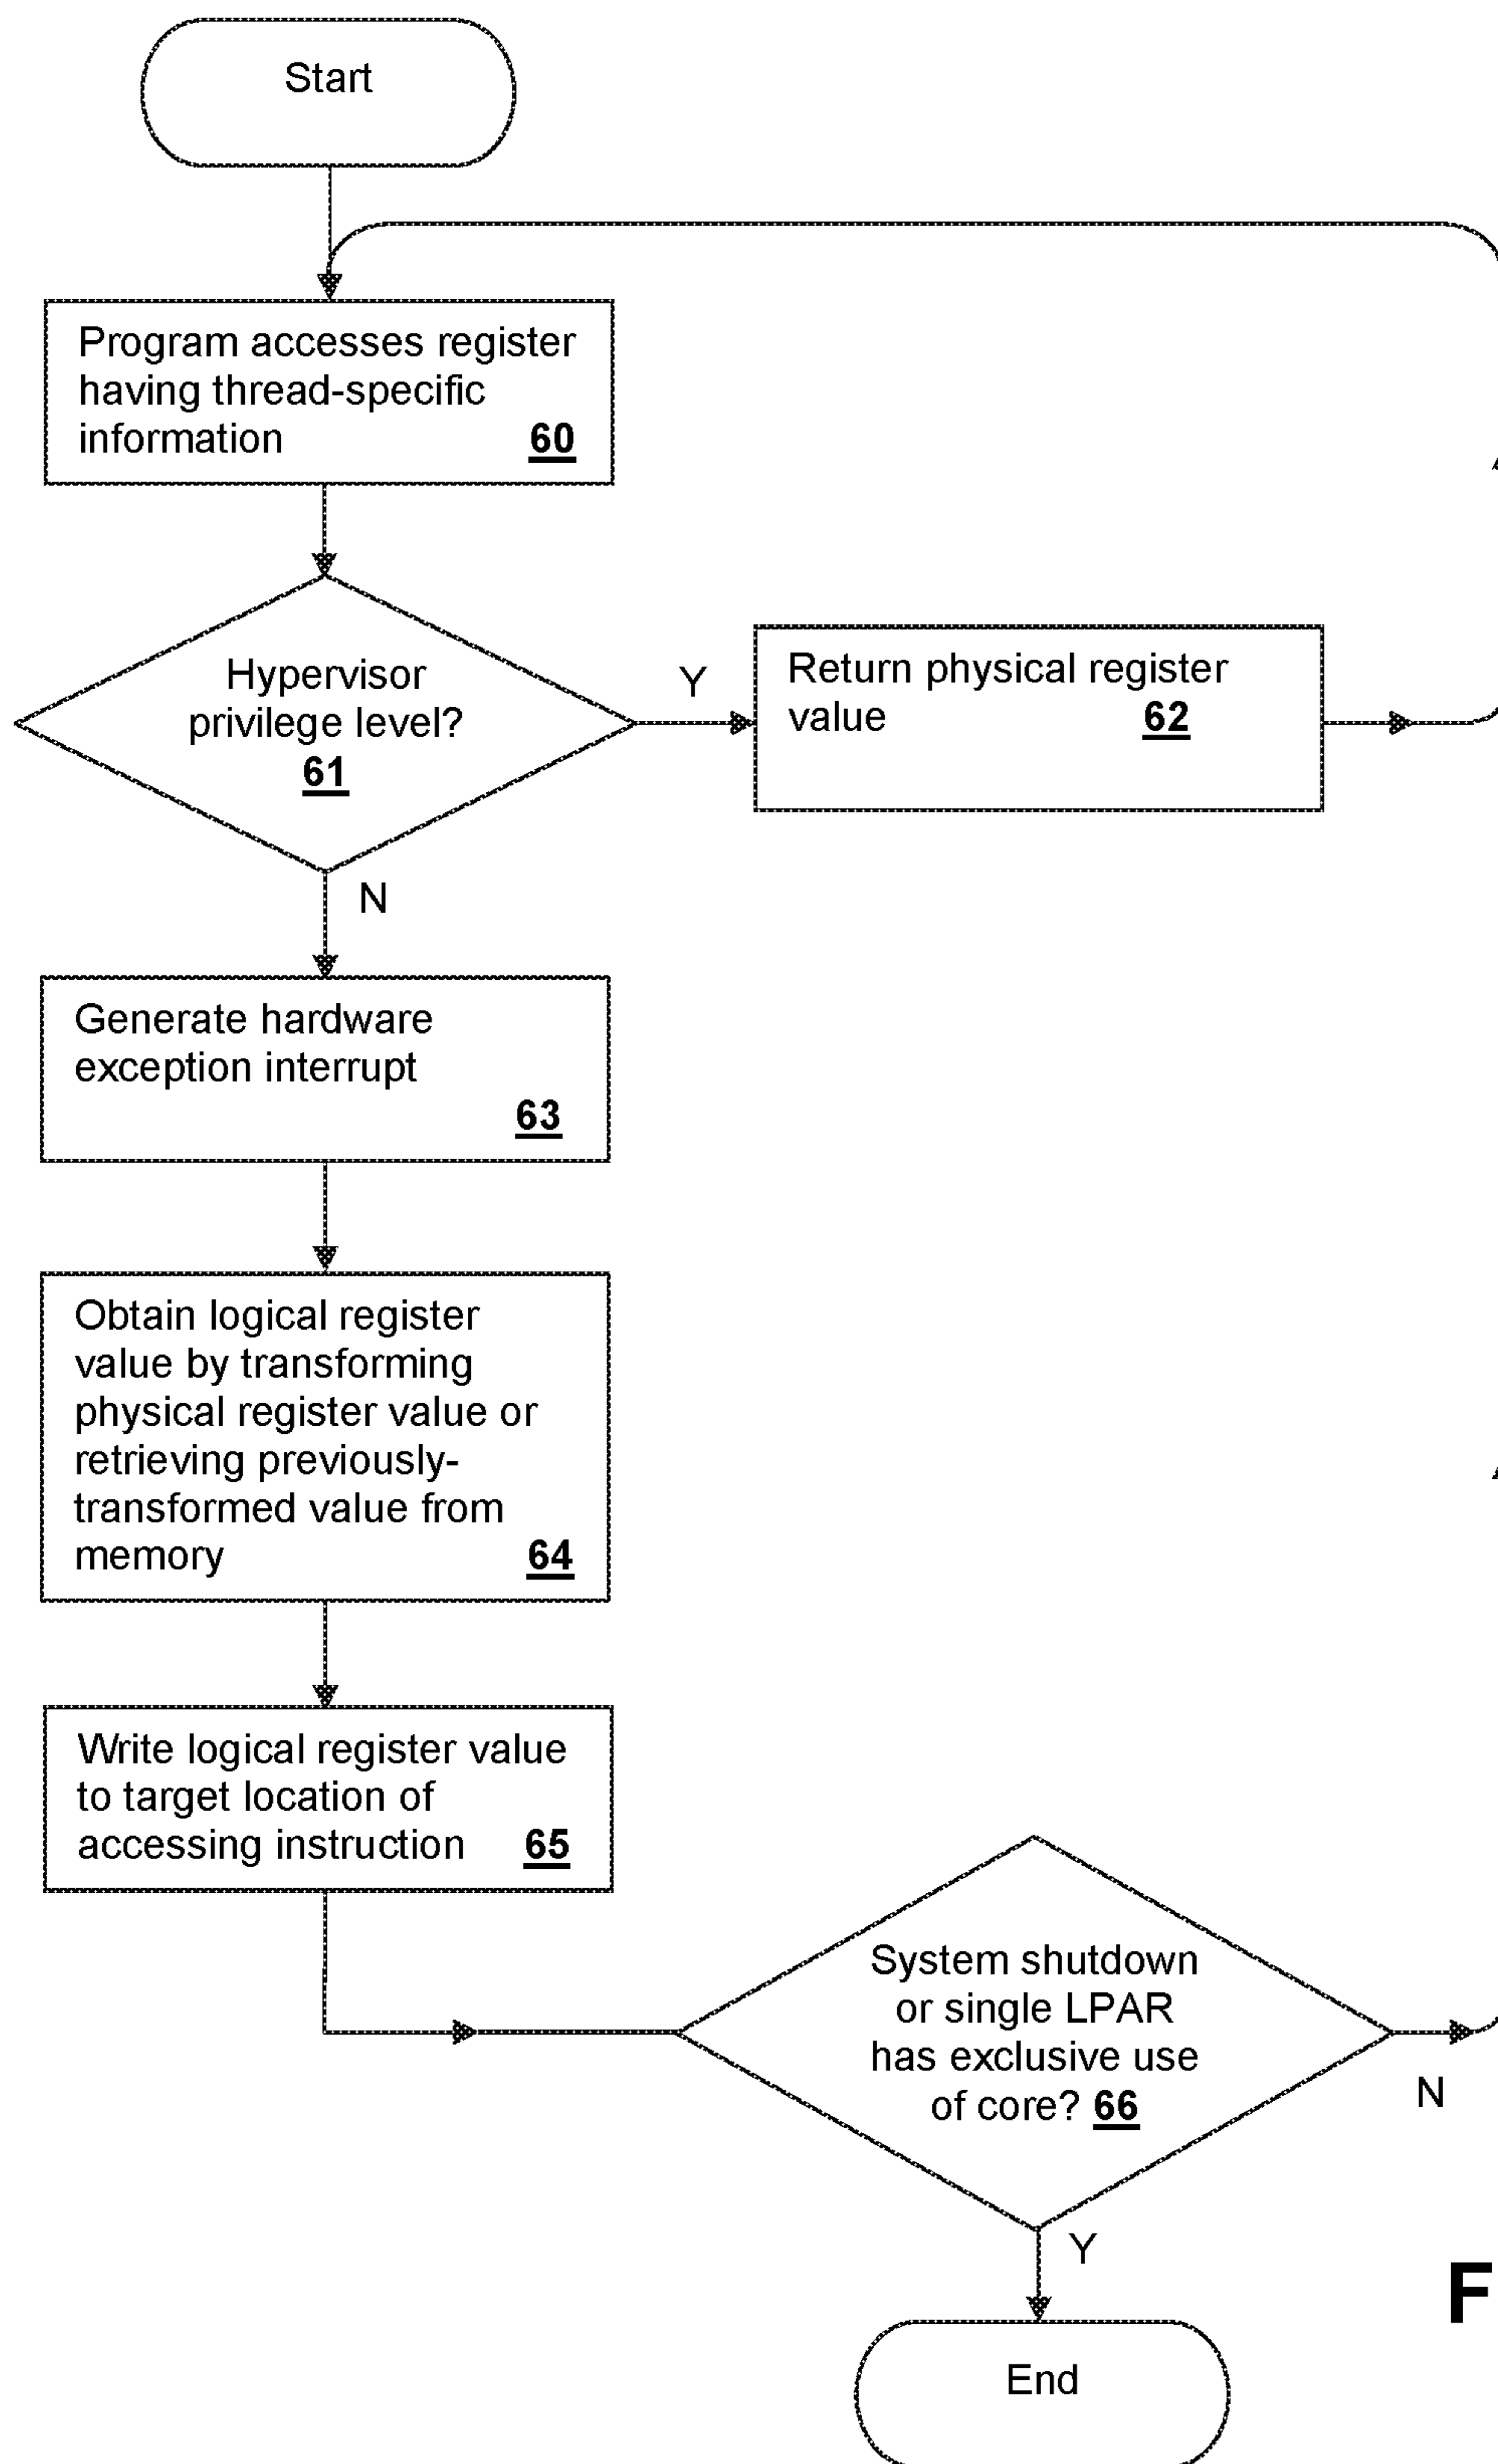 Start
Program accesses register
having thread-specific
information 60
Hypervisor
privilege level?
61
Y
Return physical register
value 62
N
Generate hardware
exception interrupt
63
Obtain logical register
value by transforming
physical register value or
retrieving previously-
transformed value from
memory 64
Write logical register value
to target location of
accessing instruction 65
System shutdown
or single LPAR
has exclusive use
of core? 66
N
Y
F
End